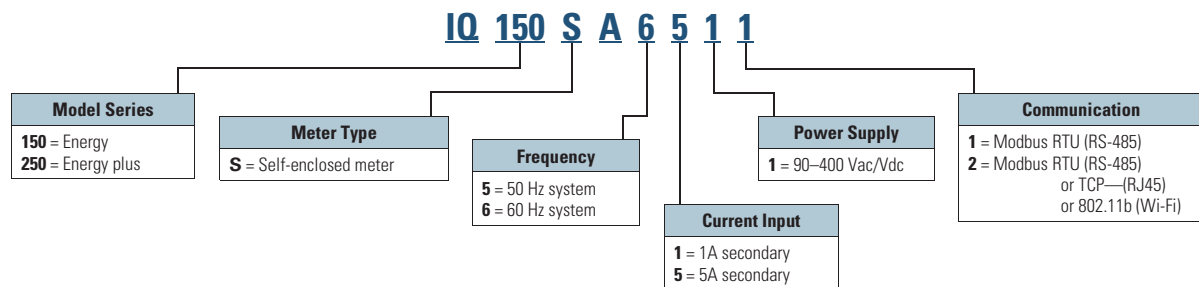 IQ 150 S A 6 5 1 1
Model Series
150 = Energy
250 = Energy plus
Meter Type
S = Self-enclosed meter
Frequency
5 = 50 Hz system
6 = 60 Hz system
Current Input
1 = 1A secondary
5 = 5A secondary
Power Supply
1 = 90–400 Vac/Vdc
Communication
1 = Modbus RTU (RS-485)
2 = Modbus RTU (RS-485)
or TCP—(RJ45)
or 802.11b (Wi-Fi)